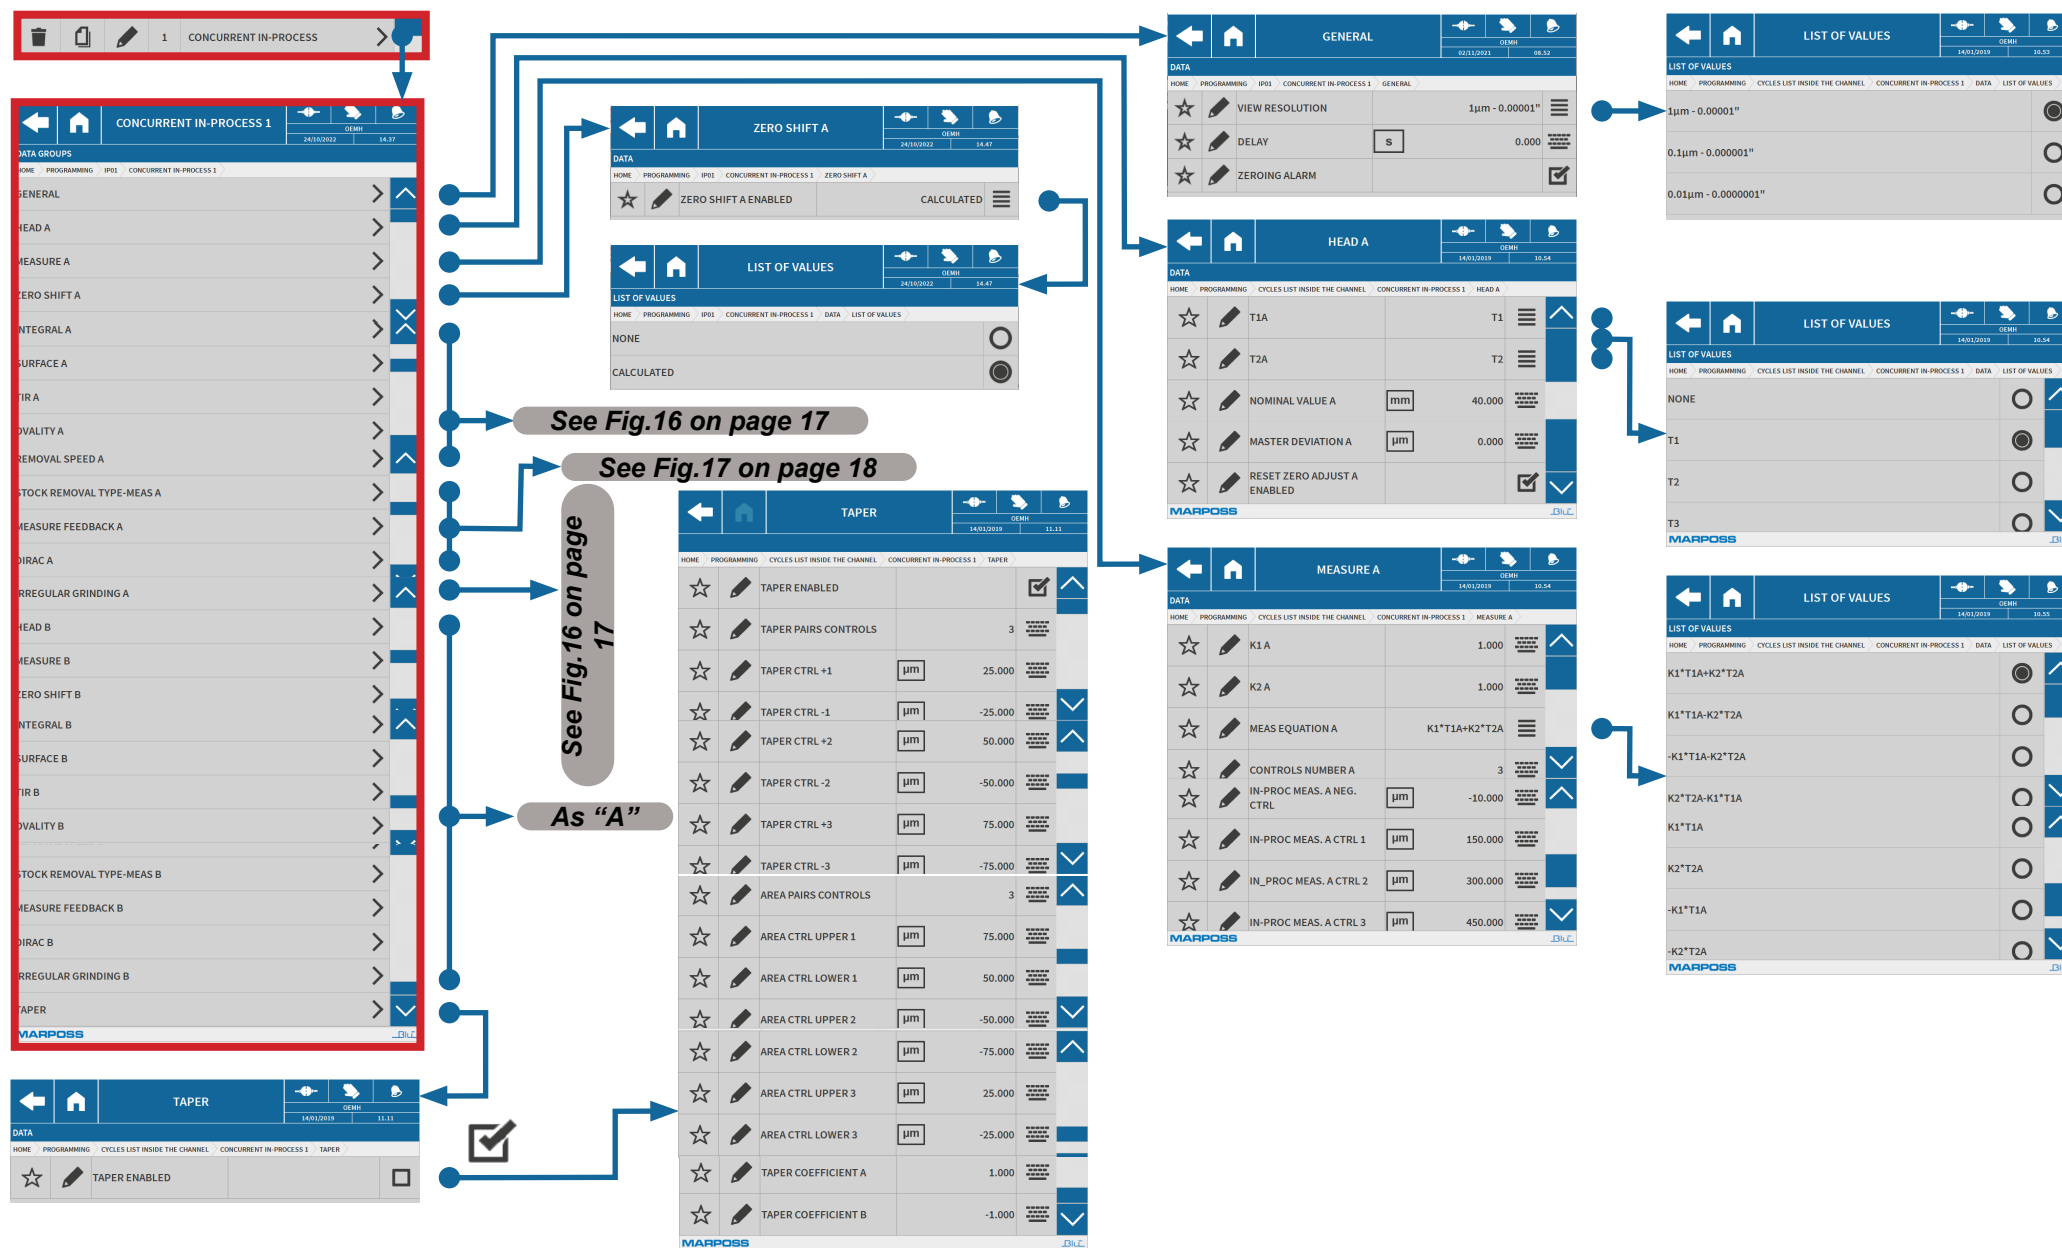 1 CONCURRENT IN-PROCESS
CONCURRENT IN-PROCESS 1
OEMH
24/10/2022 14.37
DATA GROUPS
HOME PROGRAMMING IP01 CONCURRENT IN-PROCESS 1
GENERAL
HEAD A
MEASURE A
ZERO SHIFT A
INTEGRAL A
SURFACE A
TIR A
OVALITY A
REMOVAL SPEED A
STOCK REMOVAL TYPE-MEAS A
MEASURE FEEDBACK A
DIRAC A
IRREGULAR GRINDING A
HEAD B
MEASURE B
ZERO SHIFT B
INTEGRAL B
SURFACE B
TIR B
OVALITY B
STOCK REMOVAL TYPE-MEAS B
MEASURE FEEDBACK B
DIRAC B
IRREGULAR GRINDING B
TAPER
MARPOSS
Blú
TAPER
OEMH
14/01/2019 11.11
DATA
HOME PROGRAMMING CYCLES LIST INSIDE THE CHANNEL CONCURRENT IN-PROCESS 1 TAPER
TAPER ENABLED
ZERO SHIFT A
OEMH
24/10/2022 14.47
DATA
HOME PROGRAMMING IP01 CONCURRENT IN-PROCESS 1 ZERO SHIFT A
ZERO SHIFT A ENABLED CALCULATED
LIST OF VALUES
OEMH
24/10/2022 14.47
LIST OF VALUES
HOME PROGRAMMING IP01 CONCURRENT IN-PROCESS 1 DATA LIST OF VALUES
NONE
CALCULATED
See Fig.16 on page 17
See Fig.17 on page 18
See Fig.16 on page
17
As “A”
TAPER
OEMH
14/01/2019 11.11
HOME PROGRAMMING CYCLES LIST INSIDE THE CHANNEL CONCURRENT IN-PROCESS 1 TAPER
TAPER ENABLED
TAPER PAIRS CONTROLS 3
TAPER CTRL +1 µm 25.000
TAPER CTRL -1 µm -25.000
TAPER CTRL +2 µm 50.000
TAPER CTRL -2 µm -50.000
TAPER CTRL +3 µm 75.000
TAPER CTRL -3 µm -75.000
AREA PAIRS CONTROLS 3
AREA CTRL UPPER 1 µm 75.000
AREA CTRL LOWER 1 µm 50.000
AREA CTRL UPPER 2 µm -50.000
AREA CTRL LOWER 2 µm -75.000
AREA CTRL UPPER 3 µm 25.000
AREA CTRL LOWER 3 µm -25.000
TAPER COEFFICIENT A 1.000
TAPER COEFFICIENT B -1.000
MARPOSS
Blú
GENERAL
OEMH
02/11/2021 08.52
DATA
HOME PROGRAMMING IP01 CONCURRENT IN-PROCESS 1 GENERAL
VIEW RESOLUTION 1µm - 0.00001"
DELAY s 0.000
ZEROING ALARM
HEAD A
OEMH
14/01/2019 10.54
DATA
HOME PROGRAMMING CYCLES LIST INSIDE THE CHANNEL CONCURRENT IN-PROCESS 1 HEAD A
T1A T1
T2A T2
NOMINAL VALUE A mm 40.000
MASTER DEVIATION A µm 0.000
RESET ZERO ADJUST A
ENABLED
MARPOSS
Blú
MEASURE A
OEMH
14/01/2019 10.54
DATA
HOME PROGRAMMING CYCLES LIST INSIDE THE CHANNEL CONCURRENT IN-PROCESS 1 MEASURE A
K1 A 1.000
K2 A 1.000
MEAS EQUATION A K1*T1A+K2*T2A
CONTROLS NUMBER A 3
IN-PROC MEAS. A NEG.
CTRL µm -10.000
IN-PROC MEAS. A CTRL 1 µm 150.000
IN_PROC MEAS. A CTRL 2 µm 300.000
IN-PROC MEAS. A CTRL 3 µm 450.000
MARPOSS
Blú
LIST OF VALUES
OEMH
14/01/2019 10.53
LIST OF VALUES
HOME PROGRAMMING CYCLES LIST INSIDE THE CHANNEL CONCURRENT IN-PROCESS 1 DATA LIST OF VALUES
1µm - 0.00001"
0.1µm - 0.000001"
0.01µm - 0.0000001"
LIST OF VALUES
OEMH
14/01/2019 10.54
LIST OF VALUES
HOME PROGRAMMING CYCLES LIST INSIDE THE CHANNEL CONCURRENT IN-PROCESS 1 DATA LIST OF VALUES
NONE
T1
T2
T3
MARPOSS
LIST OF VALUES
OEMH
14/01/2019 10.55
LIST OF VALUES
HOME PROGRAMMING CYCLES LIST INSIDE THE CHANNEL CONCURRENT IN-PROCESS 1 DATA LIST OF VALUES
K1*T1A+K2*T2A
K1*T1A-K2*T2A
-K1*T1A-K2*T2A
K2*T2A-K1*T1A
K1*T1A
K2*T2A
-K1*T1A
-K2*T2A
MARPOSS